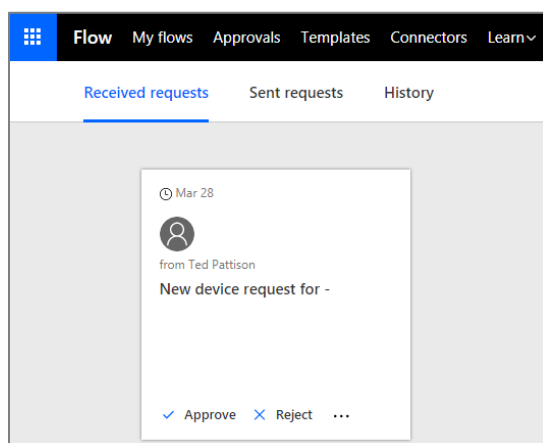 Flow My flows Approvals Templates Connectors Learn
Received requests Sent requests History
Mar 28
from Ted Pattison
New device request for -
Approve Reject ...